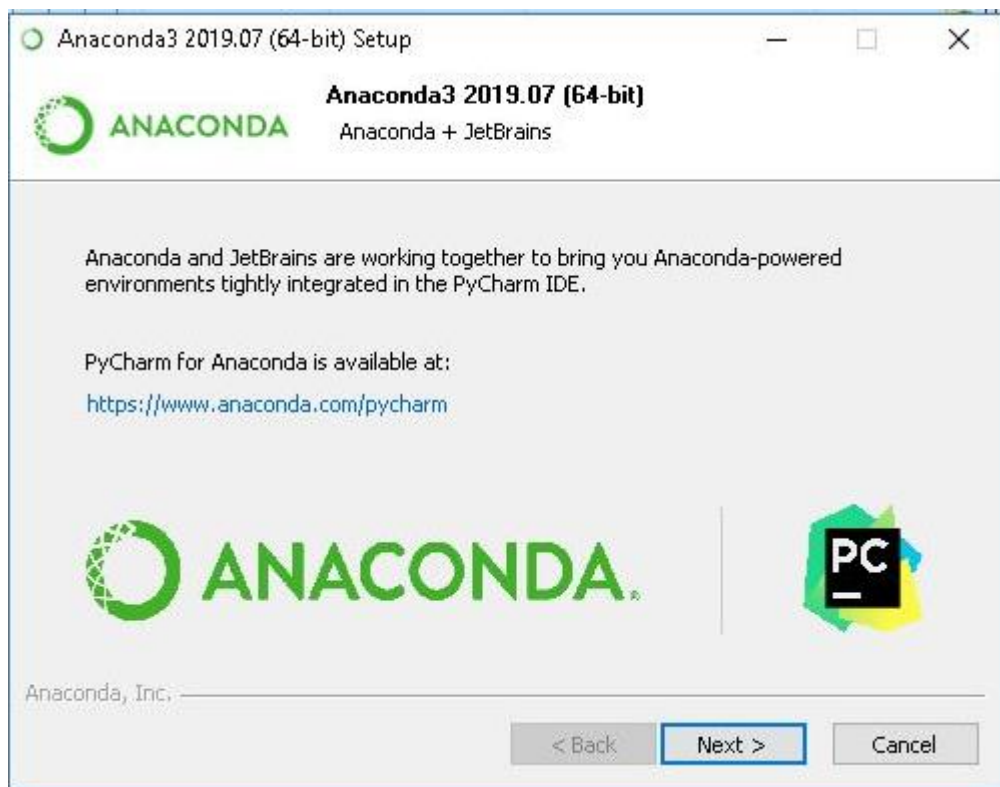 Anaconda3 2019.07 (64-bit) Setup
ANACONDA
Anaconda3 2019.07 (64-bit)
Anaconda + JetBrains
Anaconda and JetBrains are working together to bring you Anaconda-powered
environments tightly integrated in the PyCharm IDE.
PyCharm for Anaconda is available at:
https://www.anaconda.com/pycharm
ANACONDA®
PC
Anaconda, Inc.
< Back Next > Cancel